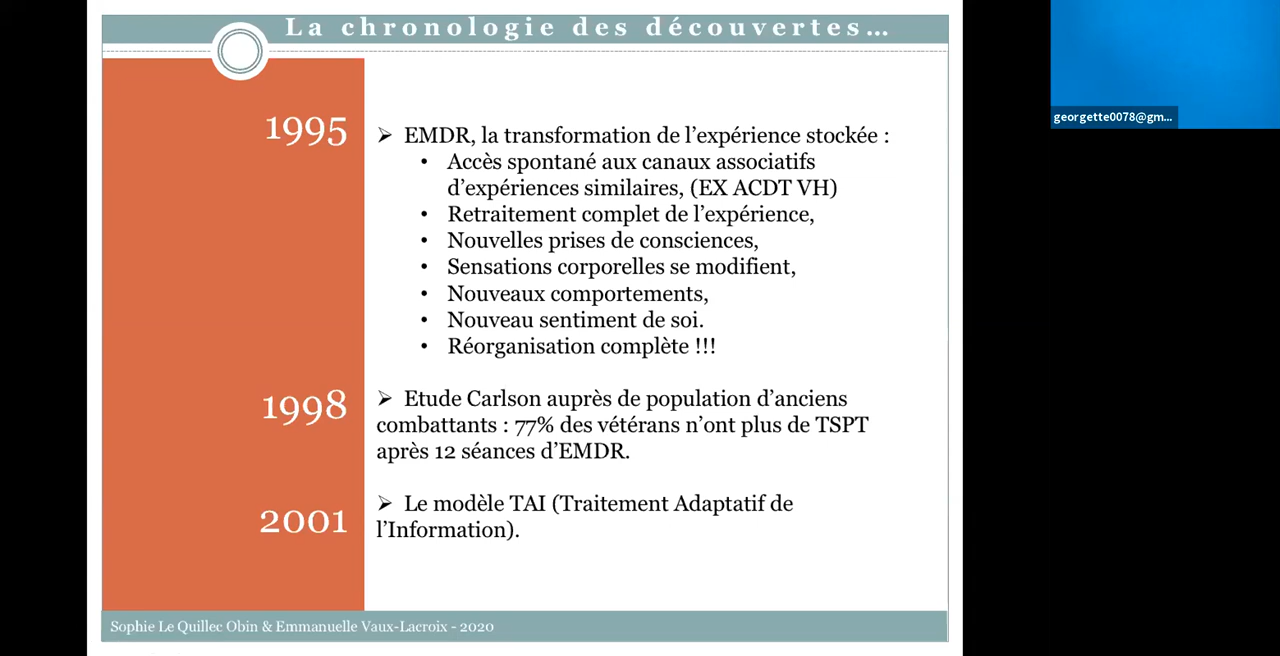 La chronologie des découvertes…
1995
➢ EMDR, la transformation de l'expérience stockée :
• Accès spontané aux canaux associatifs
d'expériences similaires, (EX ACDT VH)
• Retraitement complet de l'expérience,
• Nouvelles prises de consciences,
• Sensations corporelles se modifient,
• Nouveaux comportements,
• Nouveau sentiment de soi.
• Réorganisation complète !!!
1998
➢ Etude Carlson auprès de population d'anciens
combattants : 77% des vétérans n'ont plus de TSPT
après 12 séances d'EMDR.
2001
➢ Le modèle TAI (Traitement Adaptatif de
l'Information).
Sophie Le Quillec Obin & Emmanuelle Vaux-Lacroix - 2020
georgette0078@gm...